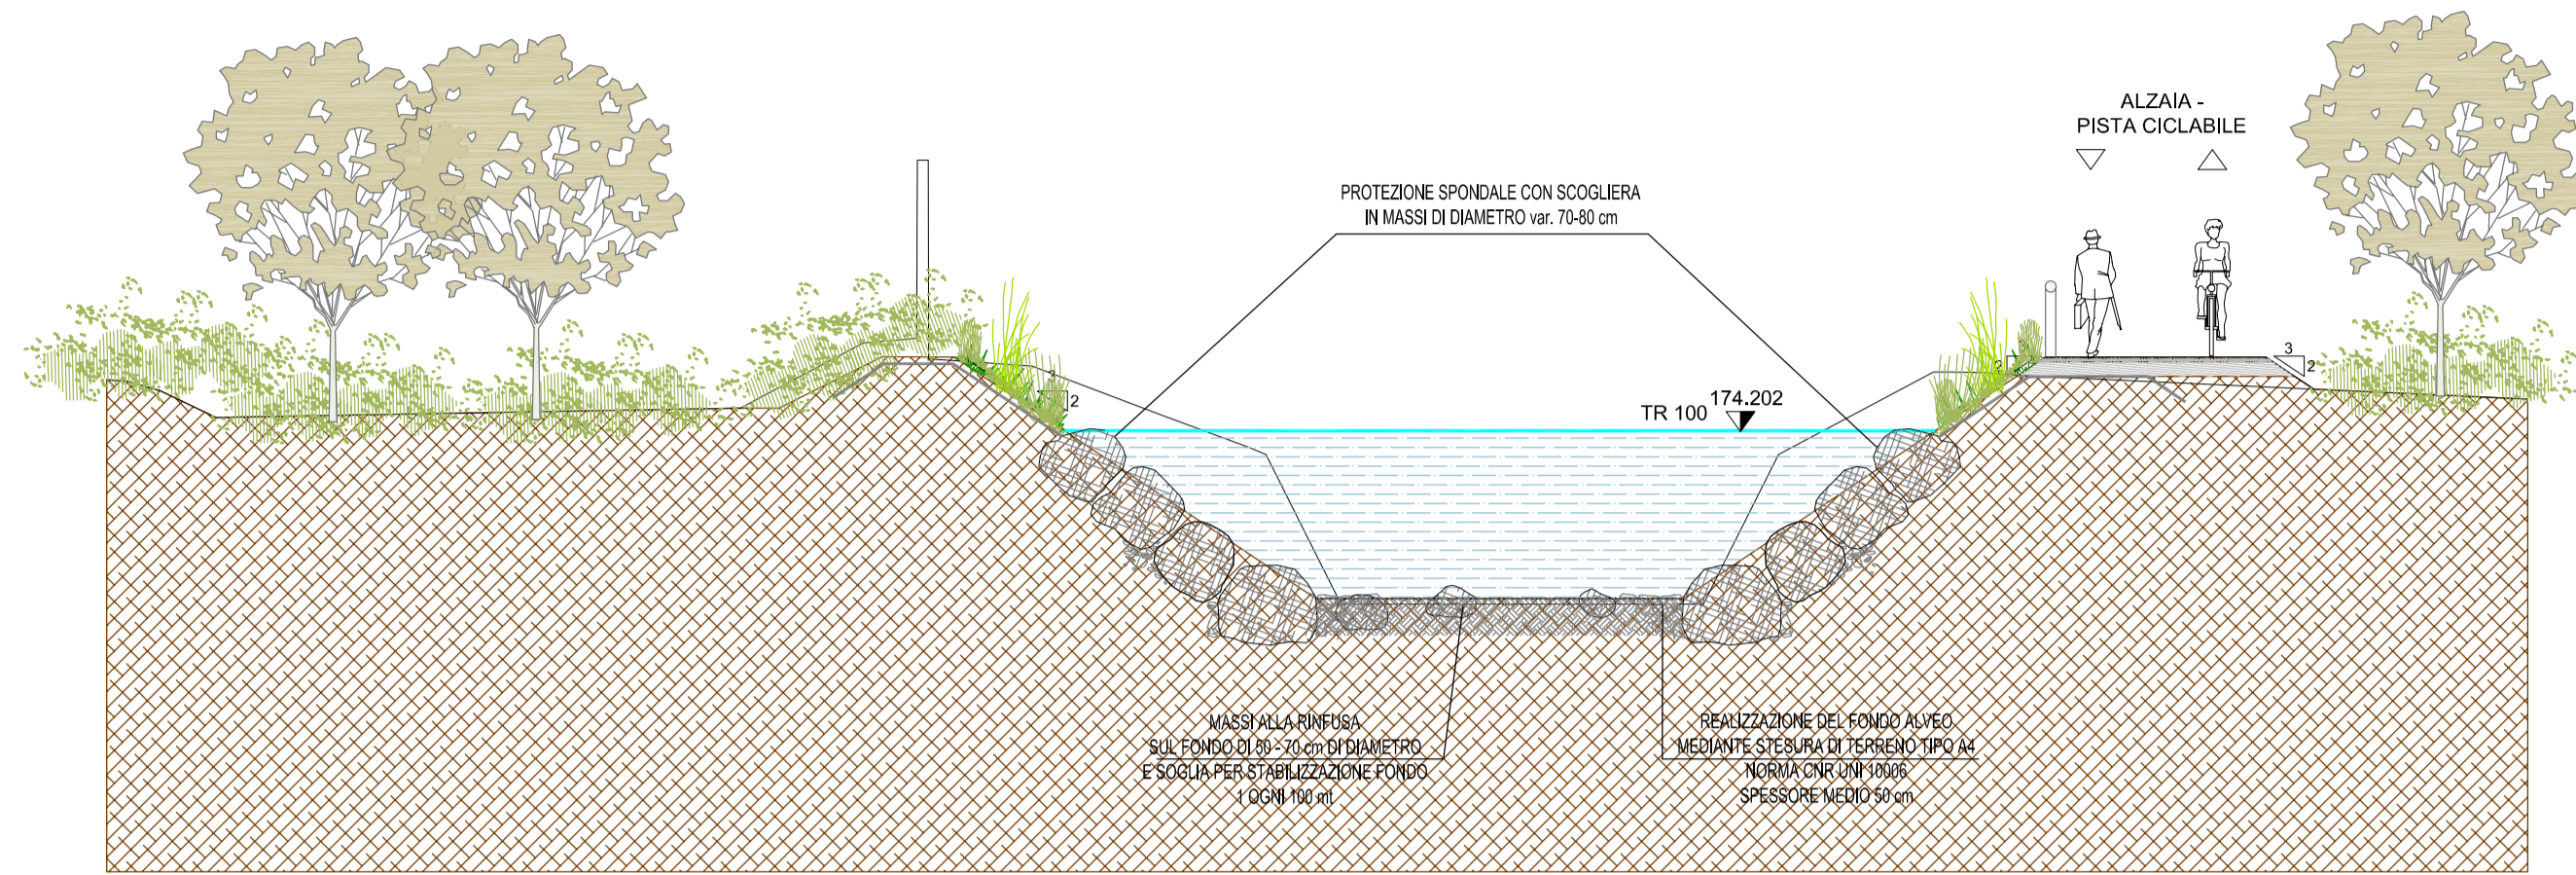 ALZAIA -
PISTA CICLABILE
PROTEZIONE SPONDALE CON SCOGLIERA
IN MASSI DI DIAMETRO var. 70-80 cm
3
2
3
2
3
2
TR 100
174.202
MASSI ALLA RINFUSA
SUL FONDO DI 50 - 70 cm DI DIAMETRO
E SOGLIA PER STABILIZZAZIONE FONDO
1 OGNI 100 mt
REALIZZAZIONE DEL FONDO ALVEO
MEDIANTE STESURA DI TERRENO TIPO A4
NORMA CNR UNI 10006
SPESSORE MEDIO 50 cm